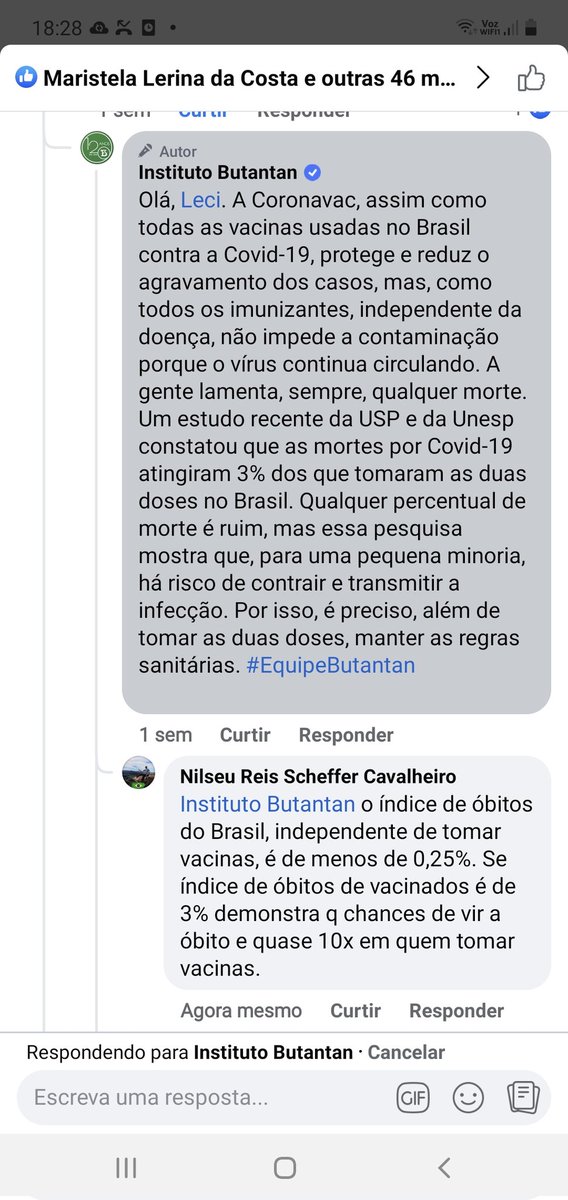 18:28
Voz
WIFI1
Maristela Lerina da Costa e outras 46 m...
1 sem Curtir Responder
Autor
Instituto Butantan
Olá, Leci. A Coronavac, assim como
todas as vacinas usadas no Brasil
contra a Covid-19, protege e reduz o
agravamento dos casos, mas, como
todos os imunizantes, independente da
doença, não impede a contaminação
porque o vírus continua circulando. A
gente lamenta, sempre, qualquer morte.
Um estudo recente da USP e da Unesp
constatou que as mortes por Covid-19
atingiram 3% dos que tomaram as duas
doses no Brasil. Qualquer percentual de
morte é ruim, mas essa pesquisa
mostra que, para uma pequena minoria,
há risco de contrair e transmitir a
infecção. Por isso, é preciso, além de
tomar as duas doses, manter as regras
sanitárias. #EquipeButantan
1 sem Curtir Responder
Nilseu Reis Scheffer Cavalheiro
Instituto Butantan o índice de óbitos
do Brasil, independente de tomar
vacinas, é de menos de 0,25%. Se
índice de óbitos de vacinados é de
3% demonstra q chances de vir a
óbito e quase 10x em quem tomar
vacinas.
Agora mesmo Curtir Responder
Respondendo para Instituto Butantan · Cancelar
Escreva uma resposta...
GIF